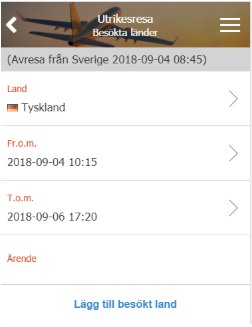 Utrikesresa
Besökta länder
(Avresa från Sverige 2018-09-04 08:45)
Land
Tyskland
Fr.o.m.
2018-09-04 10:15
T.o.m.
2018-09-06 17:20
Ärende
Lägg till besökt land